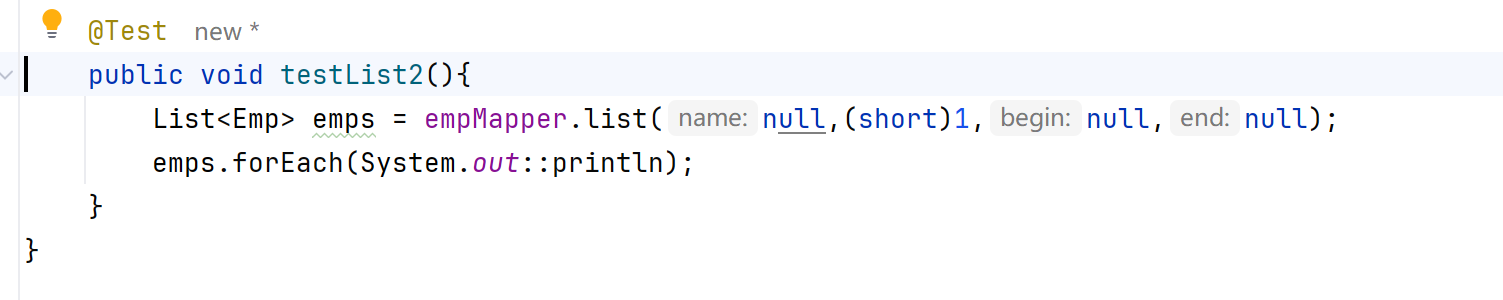 @Test new *
public void testList2(){
List<Emp> emps = empMapper.list( name: null,(short)1, begin: null, end: null);
emps.forEach(System.out::println);
}
}